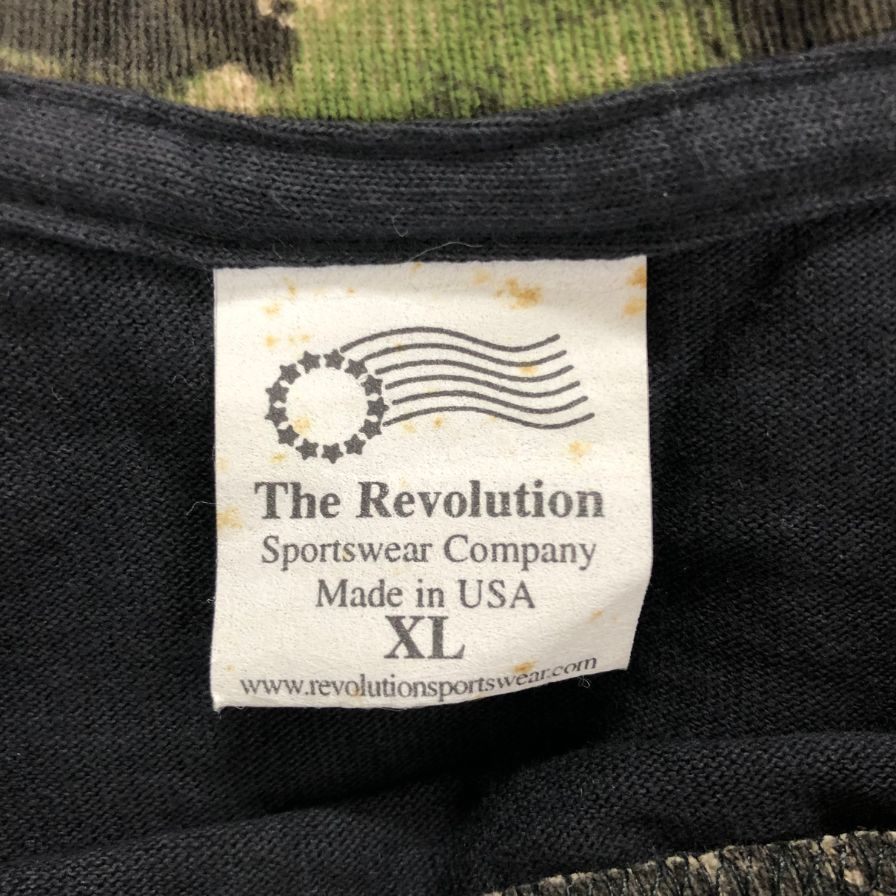 The Revolution
Sportswear Company
Made in USA
XL
www.revolutionsportswear.com